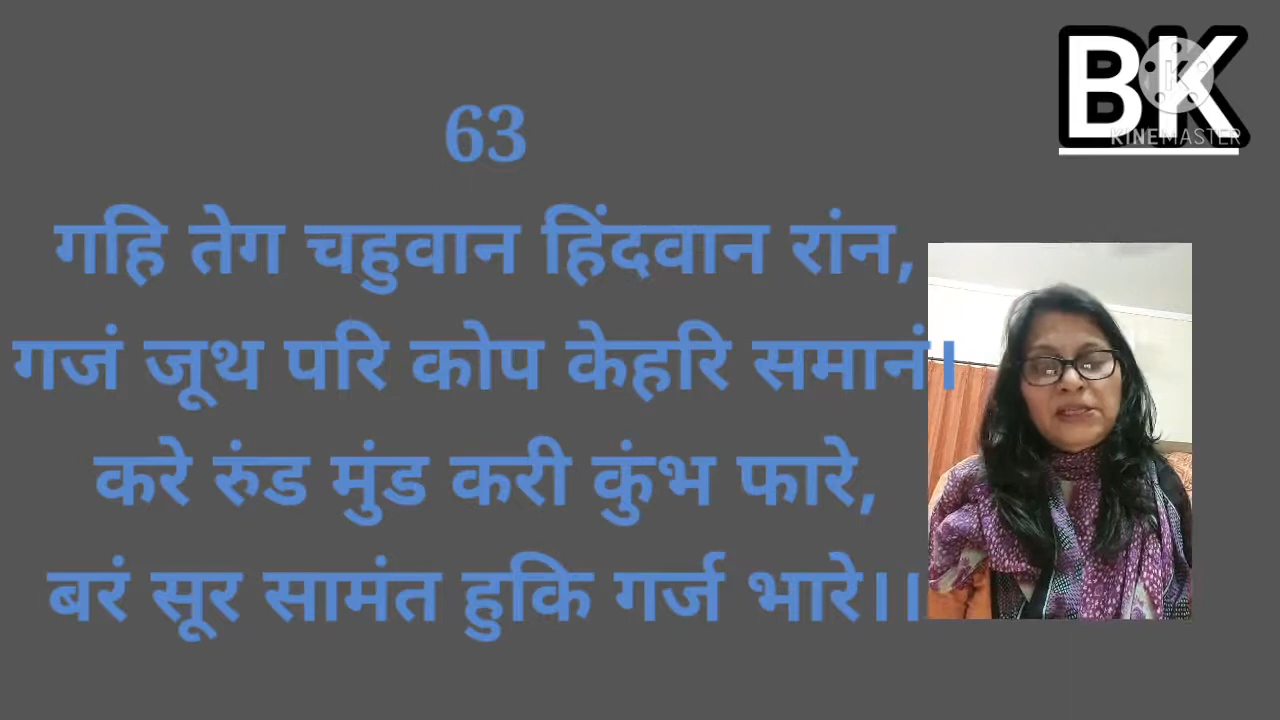 BK
KINEMASTER
63
गहि तेग चहुवान हिंदवान रांन,
गजं जूथ परि कोप केहरि समानं।
करे रुंड मुंड करी कुंभ फारे,
बरं सूर सामंत हुकि गर्ज भारे।।